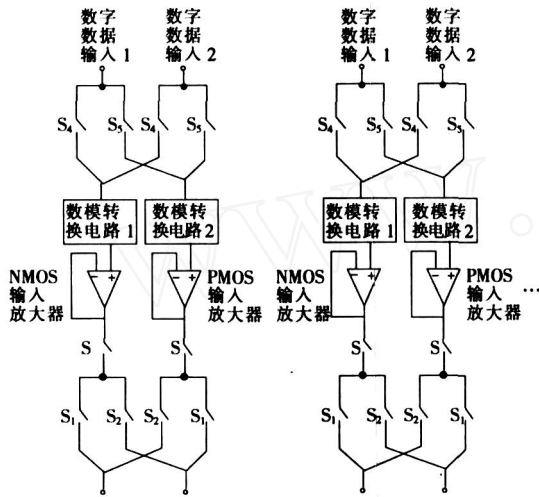 数字
数据
输入 1
数字
数据
输入 2
数字
数据
输入 1
数字
数据
输入 2
S₄ S₅ S₄ S₅
S₄ S₅ S₄ S₅
数模转
换电路 1
数模转
换电路 2
数模转
换电路 1
数模转
换电路 2
NMOS
输入
放大器
− +
− +
PMOS
输入
放大器
NMOS
输入
放大器
− +
− +
PMOS
输入
放大器
…
S S
S S
S₁ S₂ S₂ S₁
S₁ S₂ S₂ S₁
www.